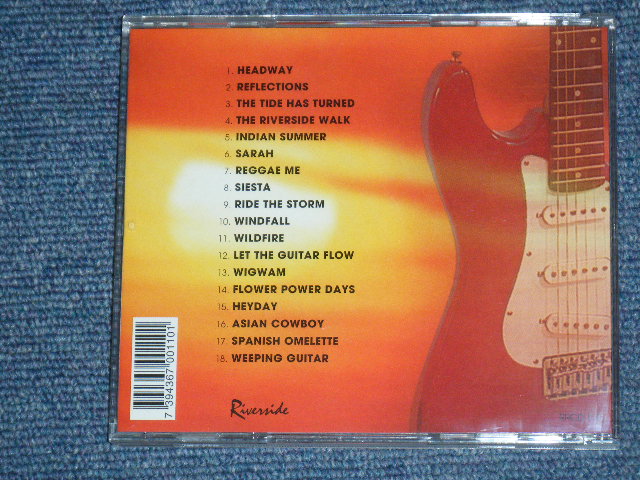 1. HEADWAY
2. REFLECTIONS
3. THE TIDE HAS TURNED
4. THE RIVERSIDE WALK
5. INDIAN SUMMER
6. SARAH
7. REGGAE ME
8. SIESTA
9. RIDE THE STORM
10. WINDFALL
11. WILDFIRE
12. LET THE GUITAR FLOW
13. WIGWAM
14. FLOWER POWER DAYS
15. HEYDAY
16. ASIAN COWBOY
17. SPANISH OMELETTE
18. WEEPING GUITAR
7 394367 001101
Riverside